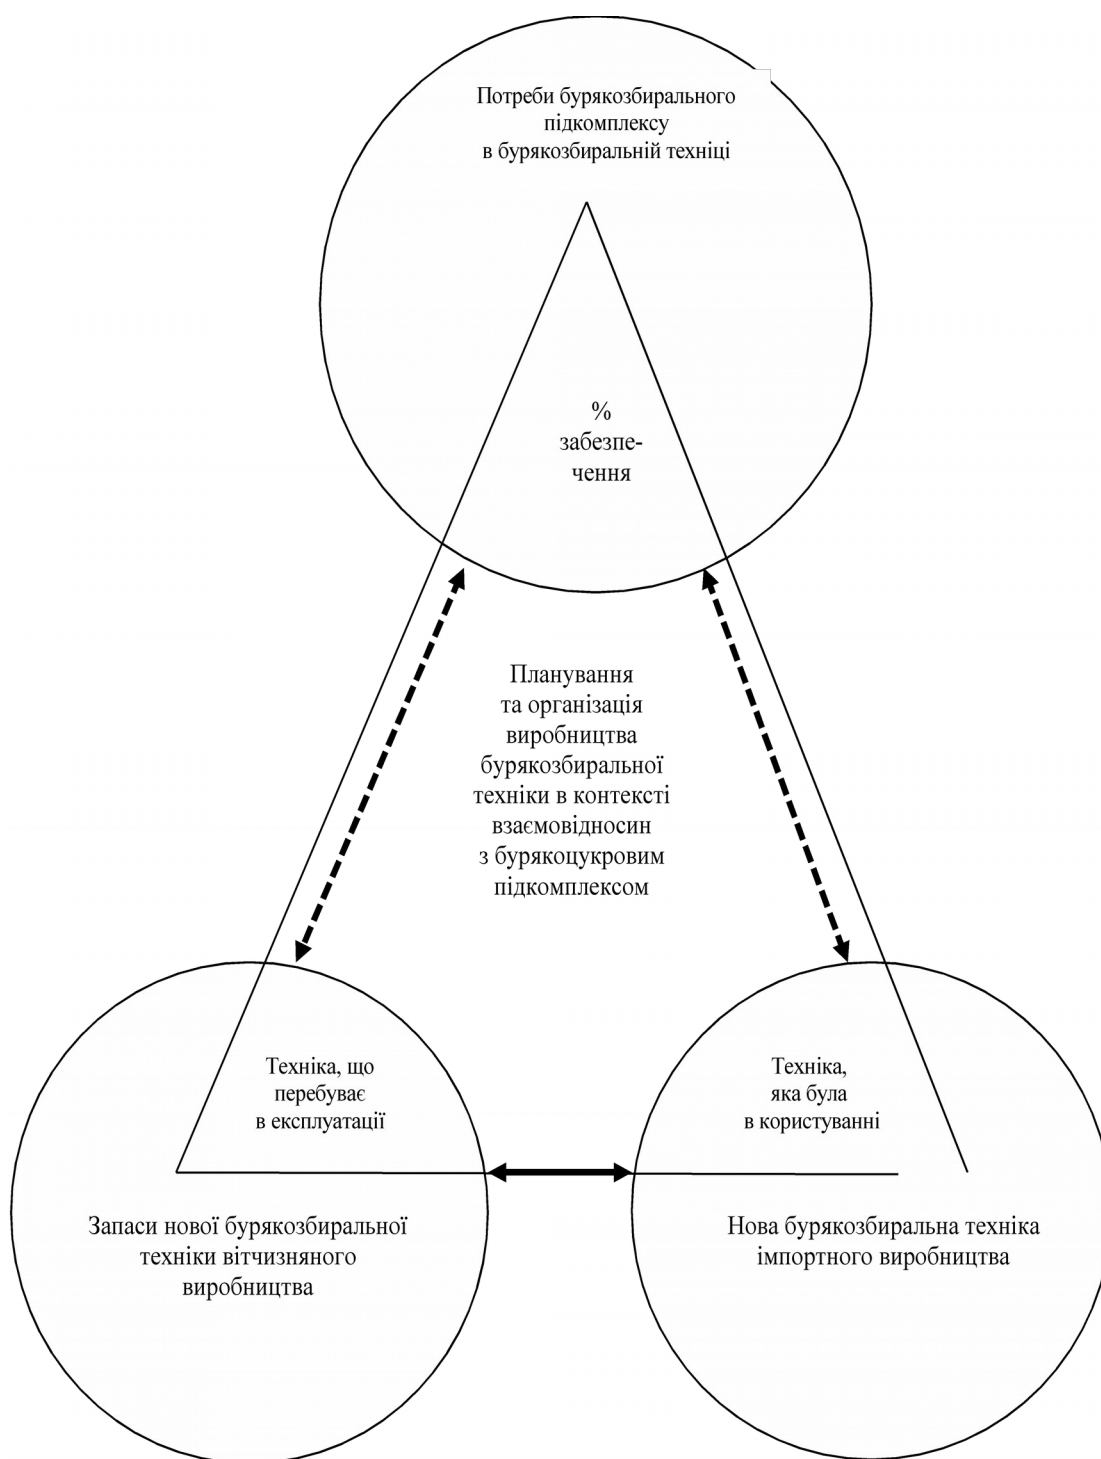 Потреби бурякозбирального
підкомплексу
в бурякозбиральній техніці
%
забезпе-
чення
Планування
та організація
виробництва
бурякозбиральної
техніки в контексті
взаємовідносин
з бурякоцукровим
підкомплексом
Техніка, що
перебуває
в експлуатації
Техніка,
яка була
в користуванні
Запаси нової бурякозбиральної
техніки вітчизняного
виробництва
Нова бурякозбиральна техніка
імпортного виробництва